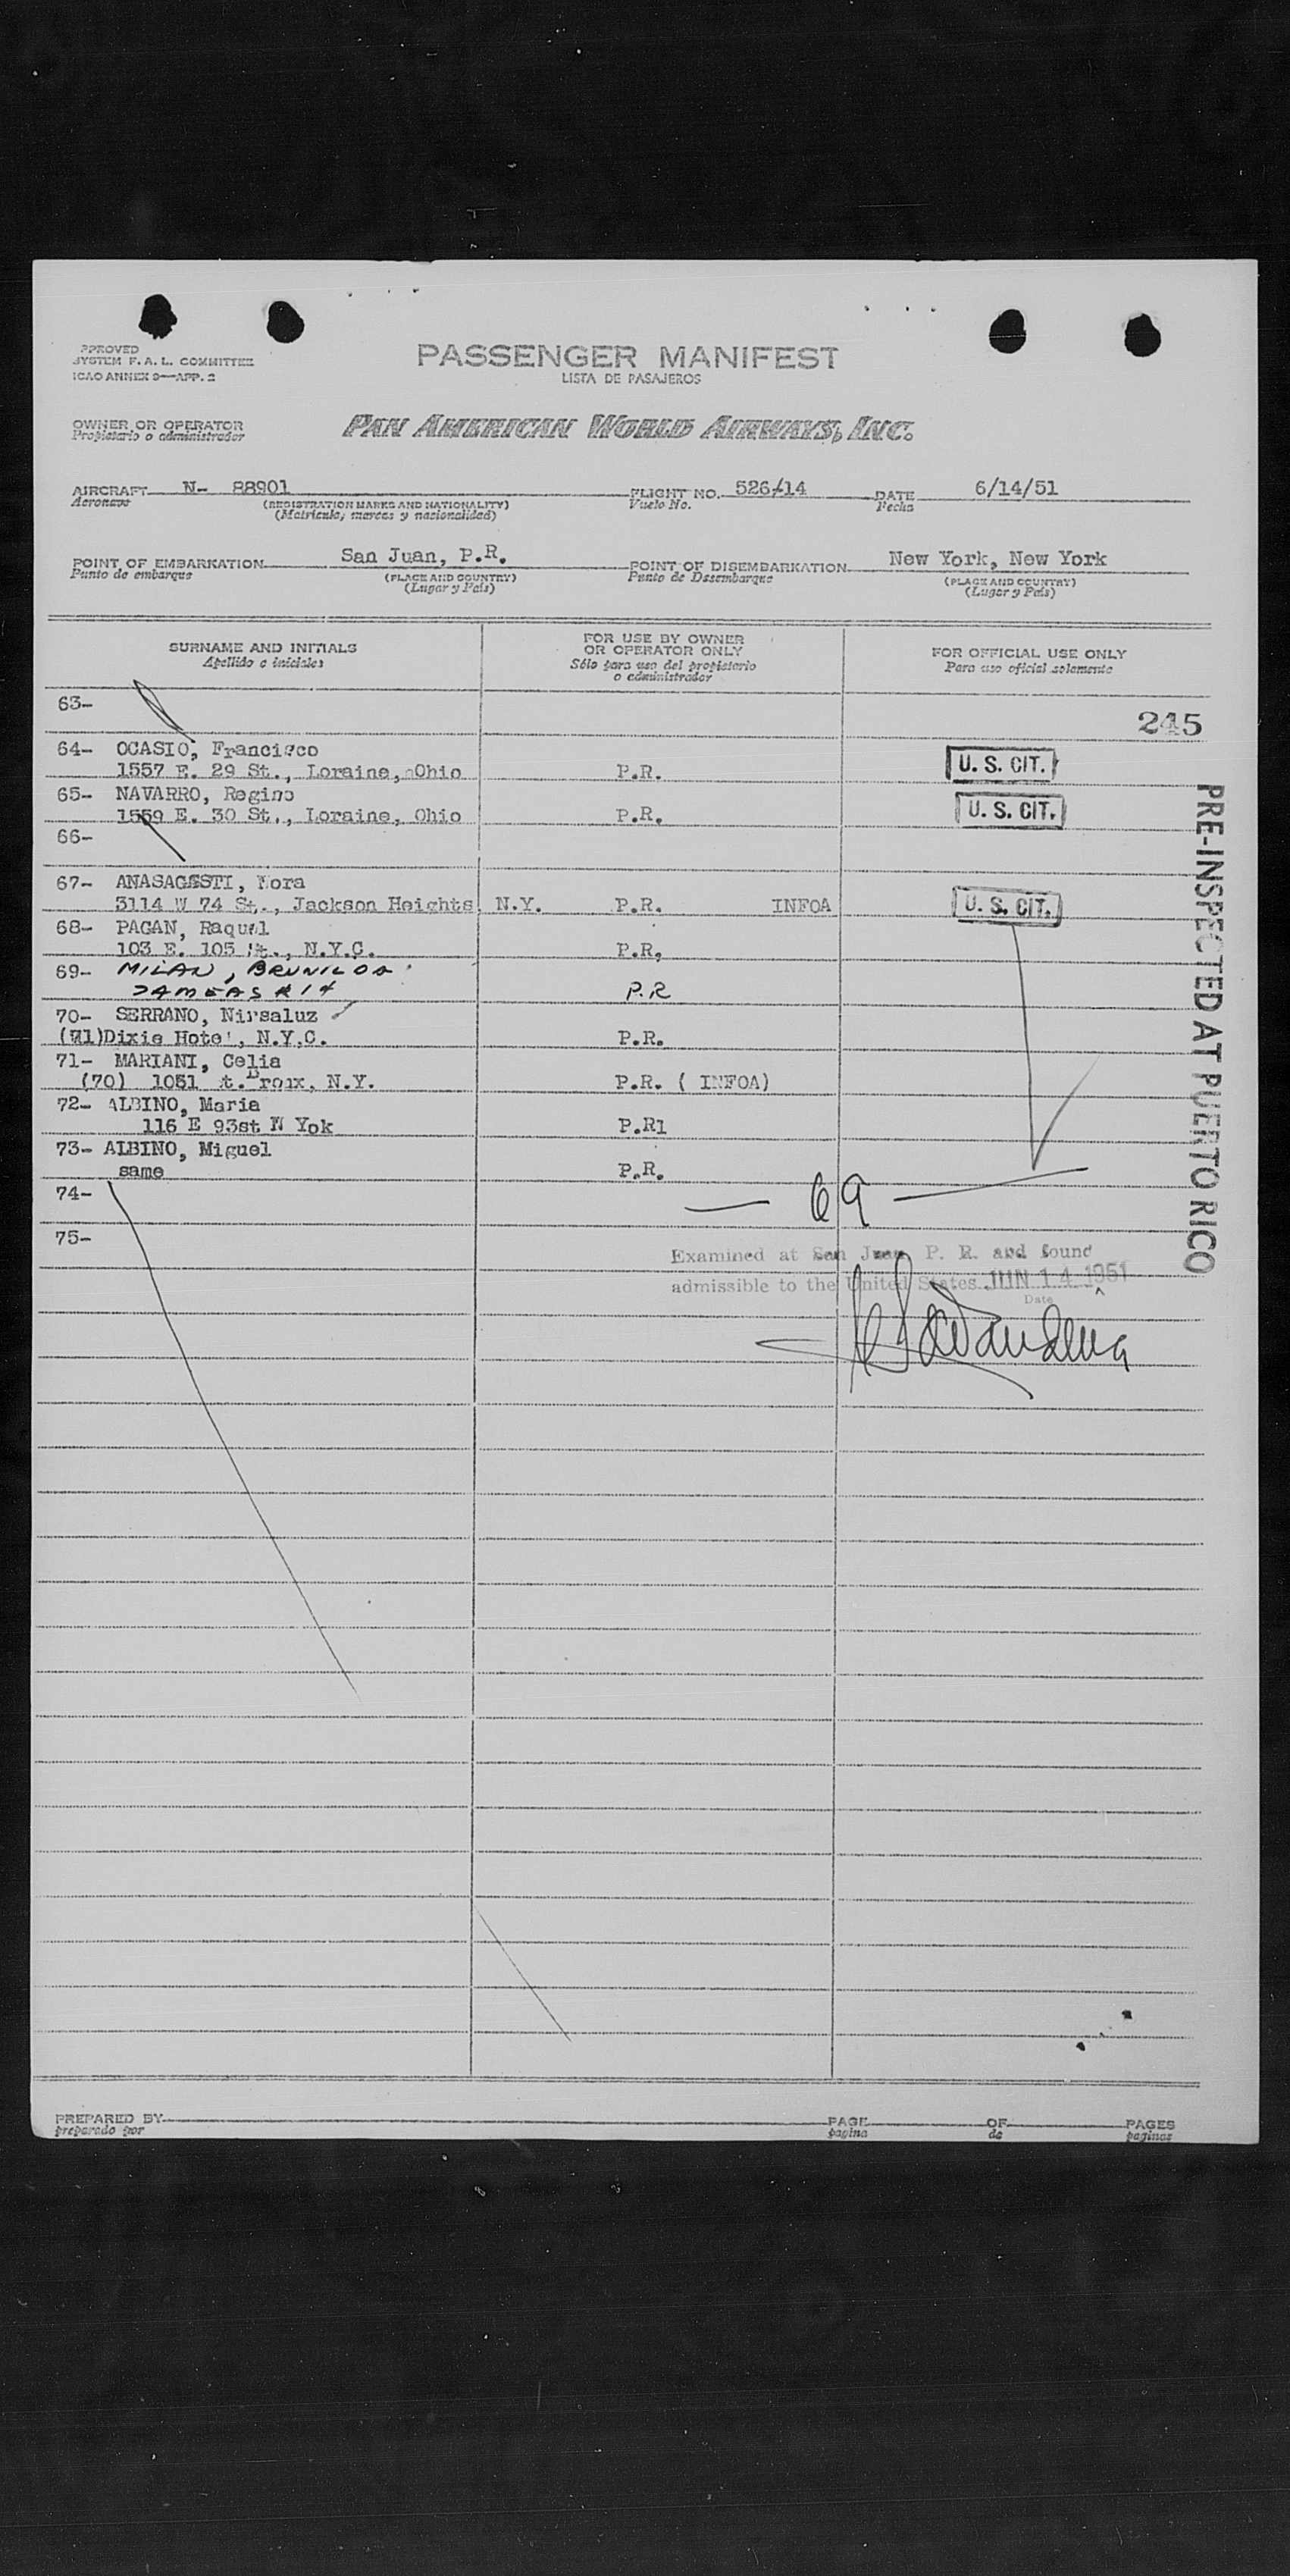 APPROVED
SYSTEM F. A. L. COMMITTEE
ICAO ANNEX 9—APP. 2
PASSENGER MANIFEST
LISTA DE PASAJEROS
OWNER OR OPERATOR
Propietario o administrador
PAN AMERICAN WORLD AIRWAYS, INC.
AIRCRAFT N- 88901 FLIGHT NO. 526/14 DATE 6/14/51
Aeronave (REGISTRATION MARKS AND NATIONALITY) Vuelo No. Fecha
(Matricula, marcas y nacionalidad)
POINT OF EMBARKATION San Juan, P.R. POINT OF DISEMBARKATION New York, New York
Punto de embarque (PLACE AND COUNTRY) Punto de Desembarque (PLACE AND COUNTRY)
(Lugar y País) (Lugar y País)
SURNAME AND INITIALS
Apellido e iniciales
FOR USE BY OWNER
OR OPERATOR ONLY
Sólo para uso del propietario
o administrador
FOR OFFICIAL USE ONLY
Para uso oficial solamente
63-
245
64- OCASIO, Francisco
1557 E. 29 St., Loraine, Ohio P.R. U. S. CIT.
65- NAVARRO, Regino
1559 E. 30 St., Loraine, Ohio P.R. U. S. CIT.
66-
67- ANASAGASTI, Nora
3114 W 74 St., Jackson Heights N.Y. P.R. INFOA U. S. CIT.
68- PAGAN, Raquel
103 E. 105 St., N.Y.C. P.R,
69- MILAN, BRUNILDA
SAME AS # 14 P.R
70- SERRANO, Nirsaluz
(71)Dixie Hotel, N.Y.C. P.R.
71- MARIANI, Celia
(70) 1051 t. Bronx, N.Y. P.R. ( INFOA)
72- ALBINO, Maria
116 E 93st N Yok P.R1
73- ALBINO, Miguel
same P.R.
74-
— 69 —
75-
Examined at San Juan P. R. and found
admissible to the United States JUN 14 1951
Date
PRE-INSPECTED AT PUERTO RICO
PREPARED BY PAGE OF PAGES
preparado por pagina de paginas